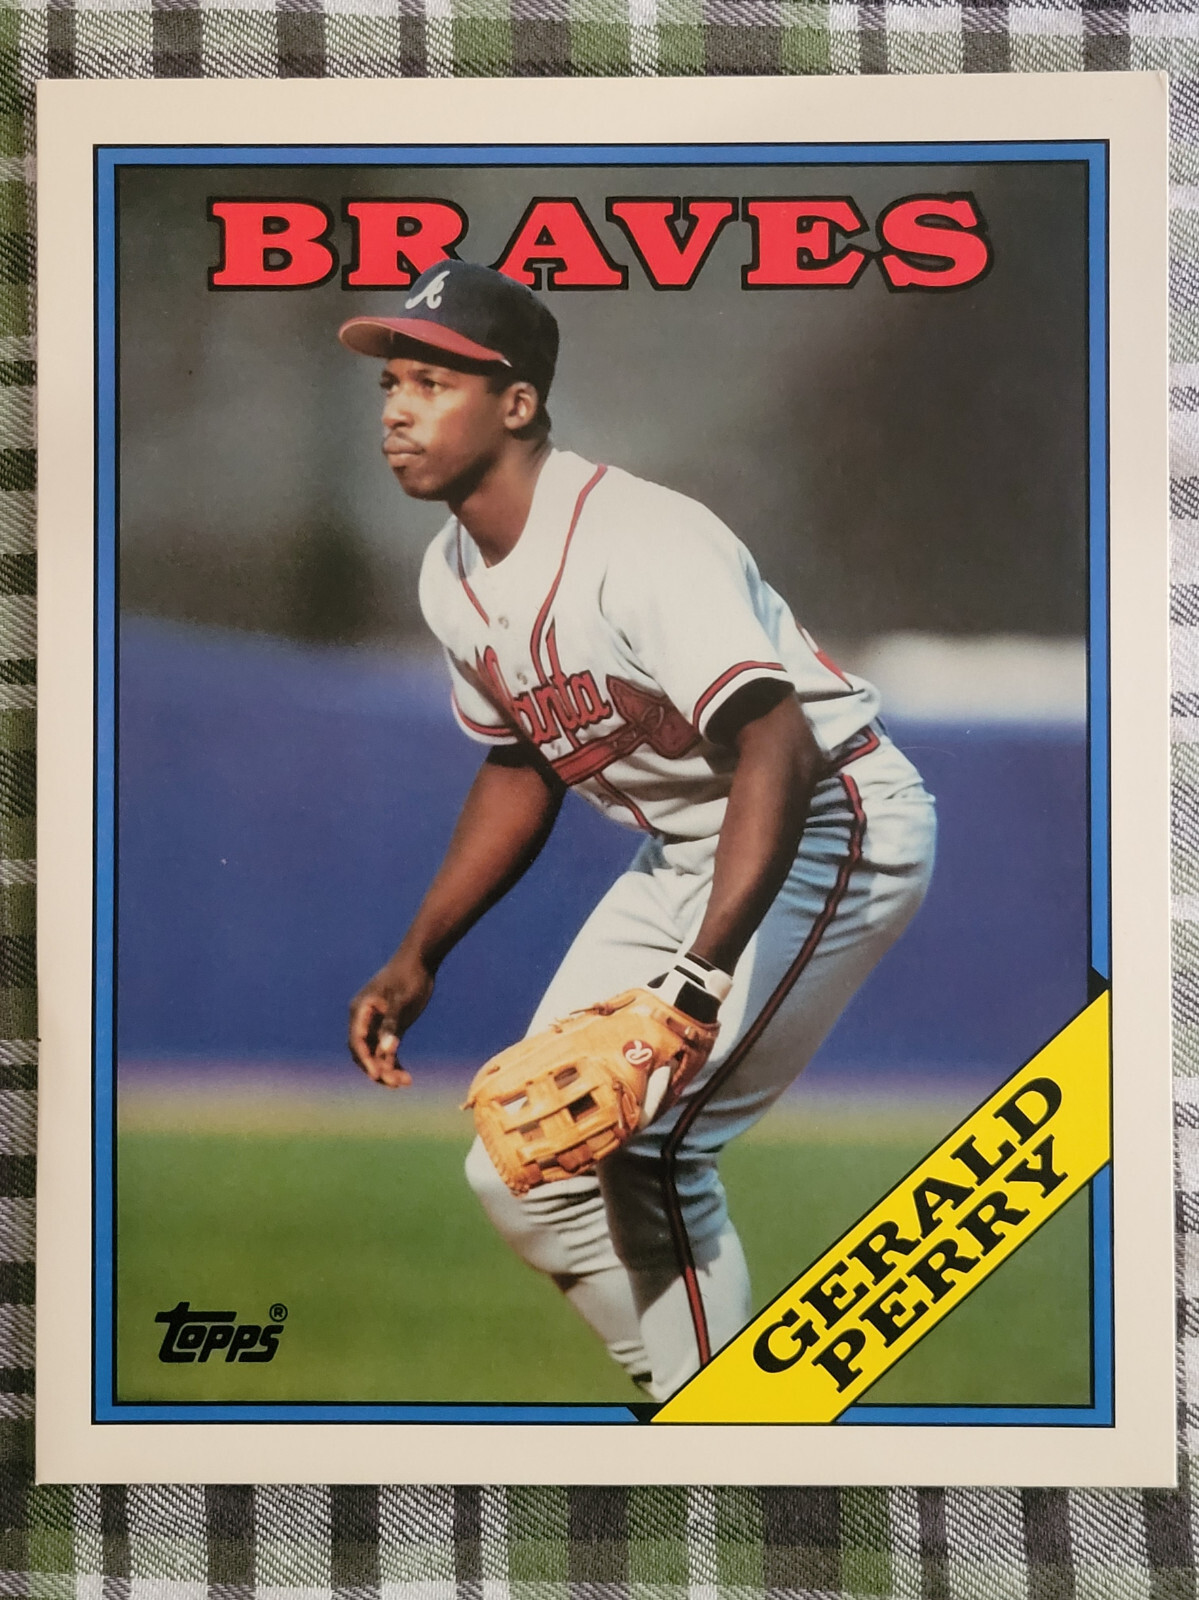 BRAVES
A
Atlanta
GERALD
PERRY
Topps®